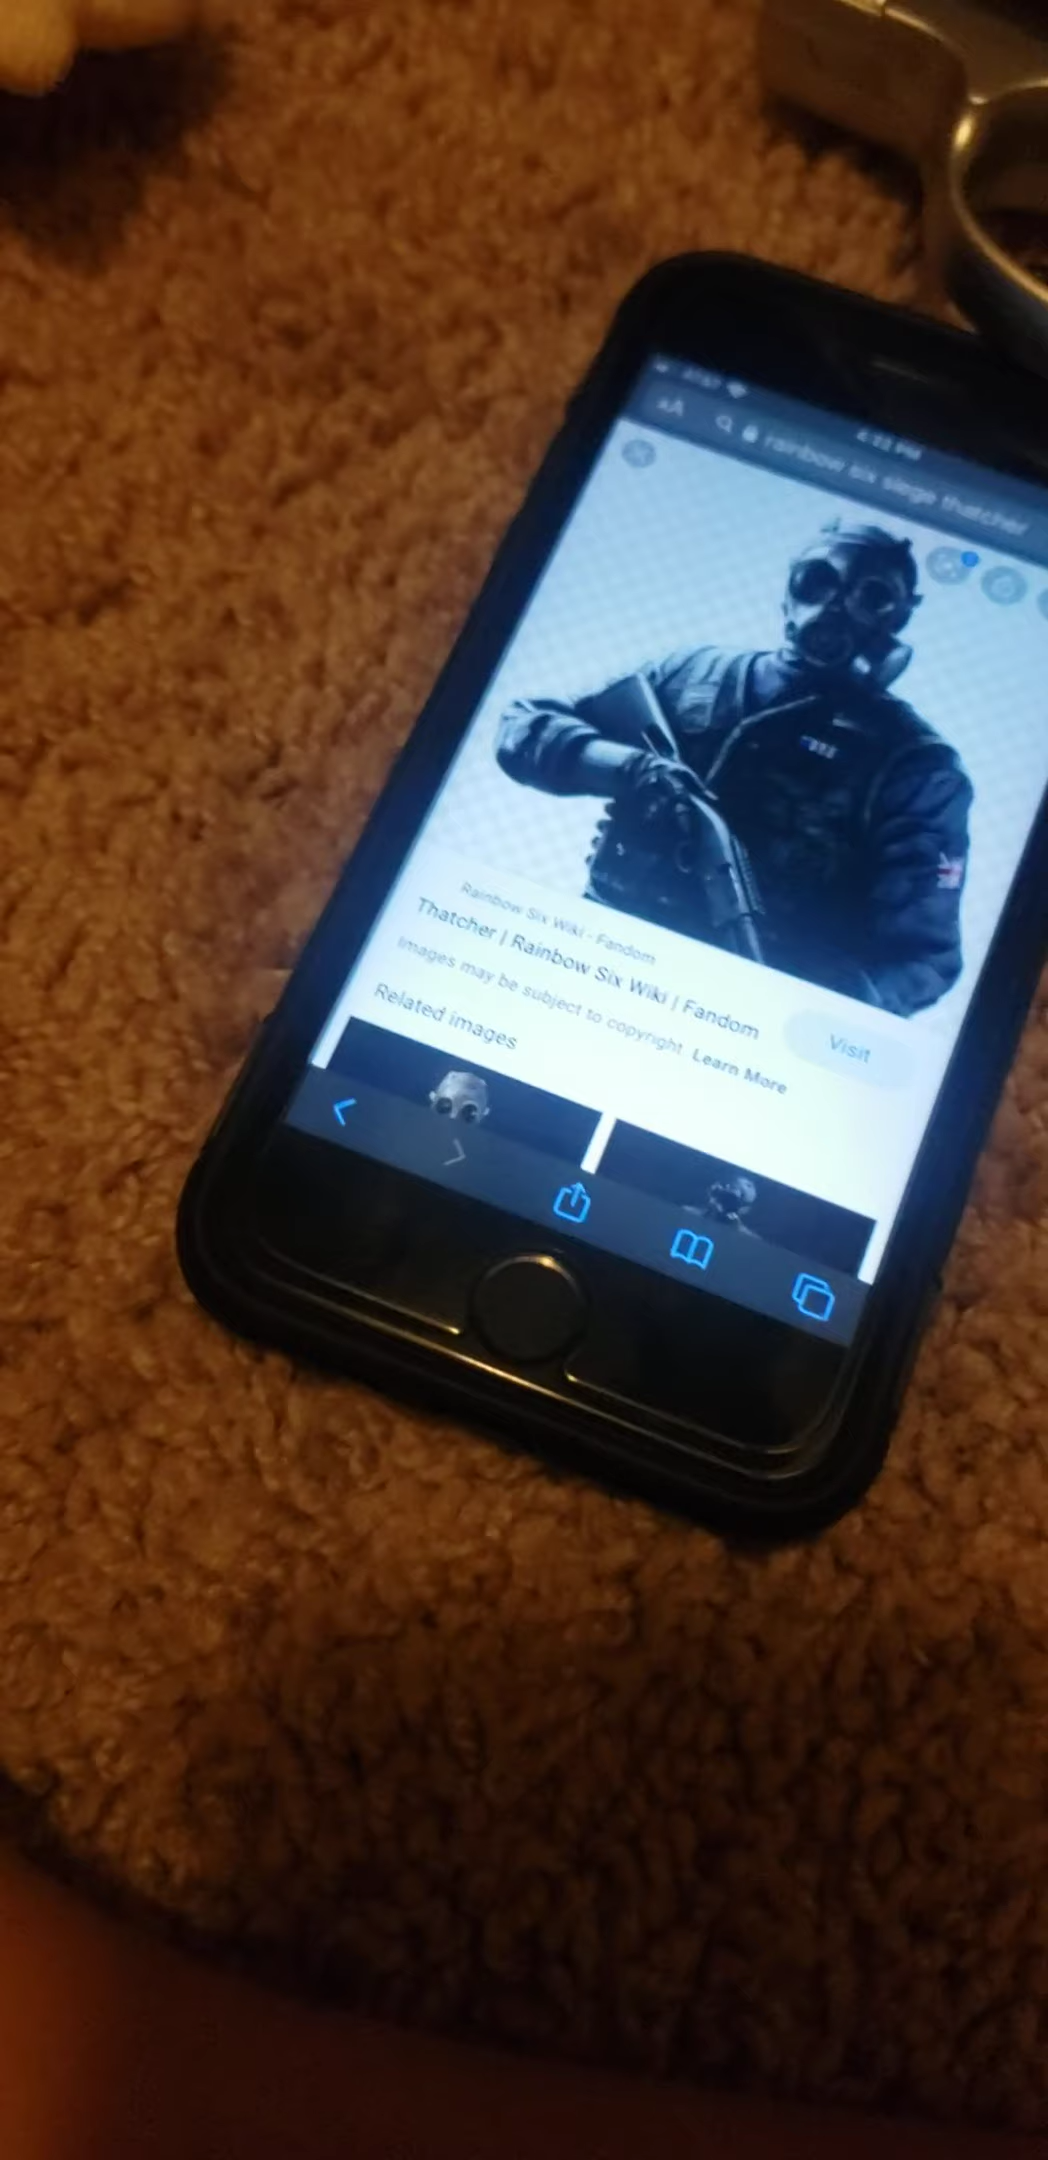 AA rainbow six siege thatcher
Rainbow Six Wiki - Fandom
Thatcher | Rainbow Six Wiki | Fandom
Visit
Images may be subject to copyright. Learn More
Related images